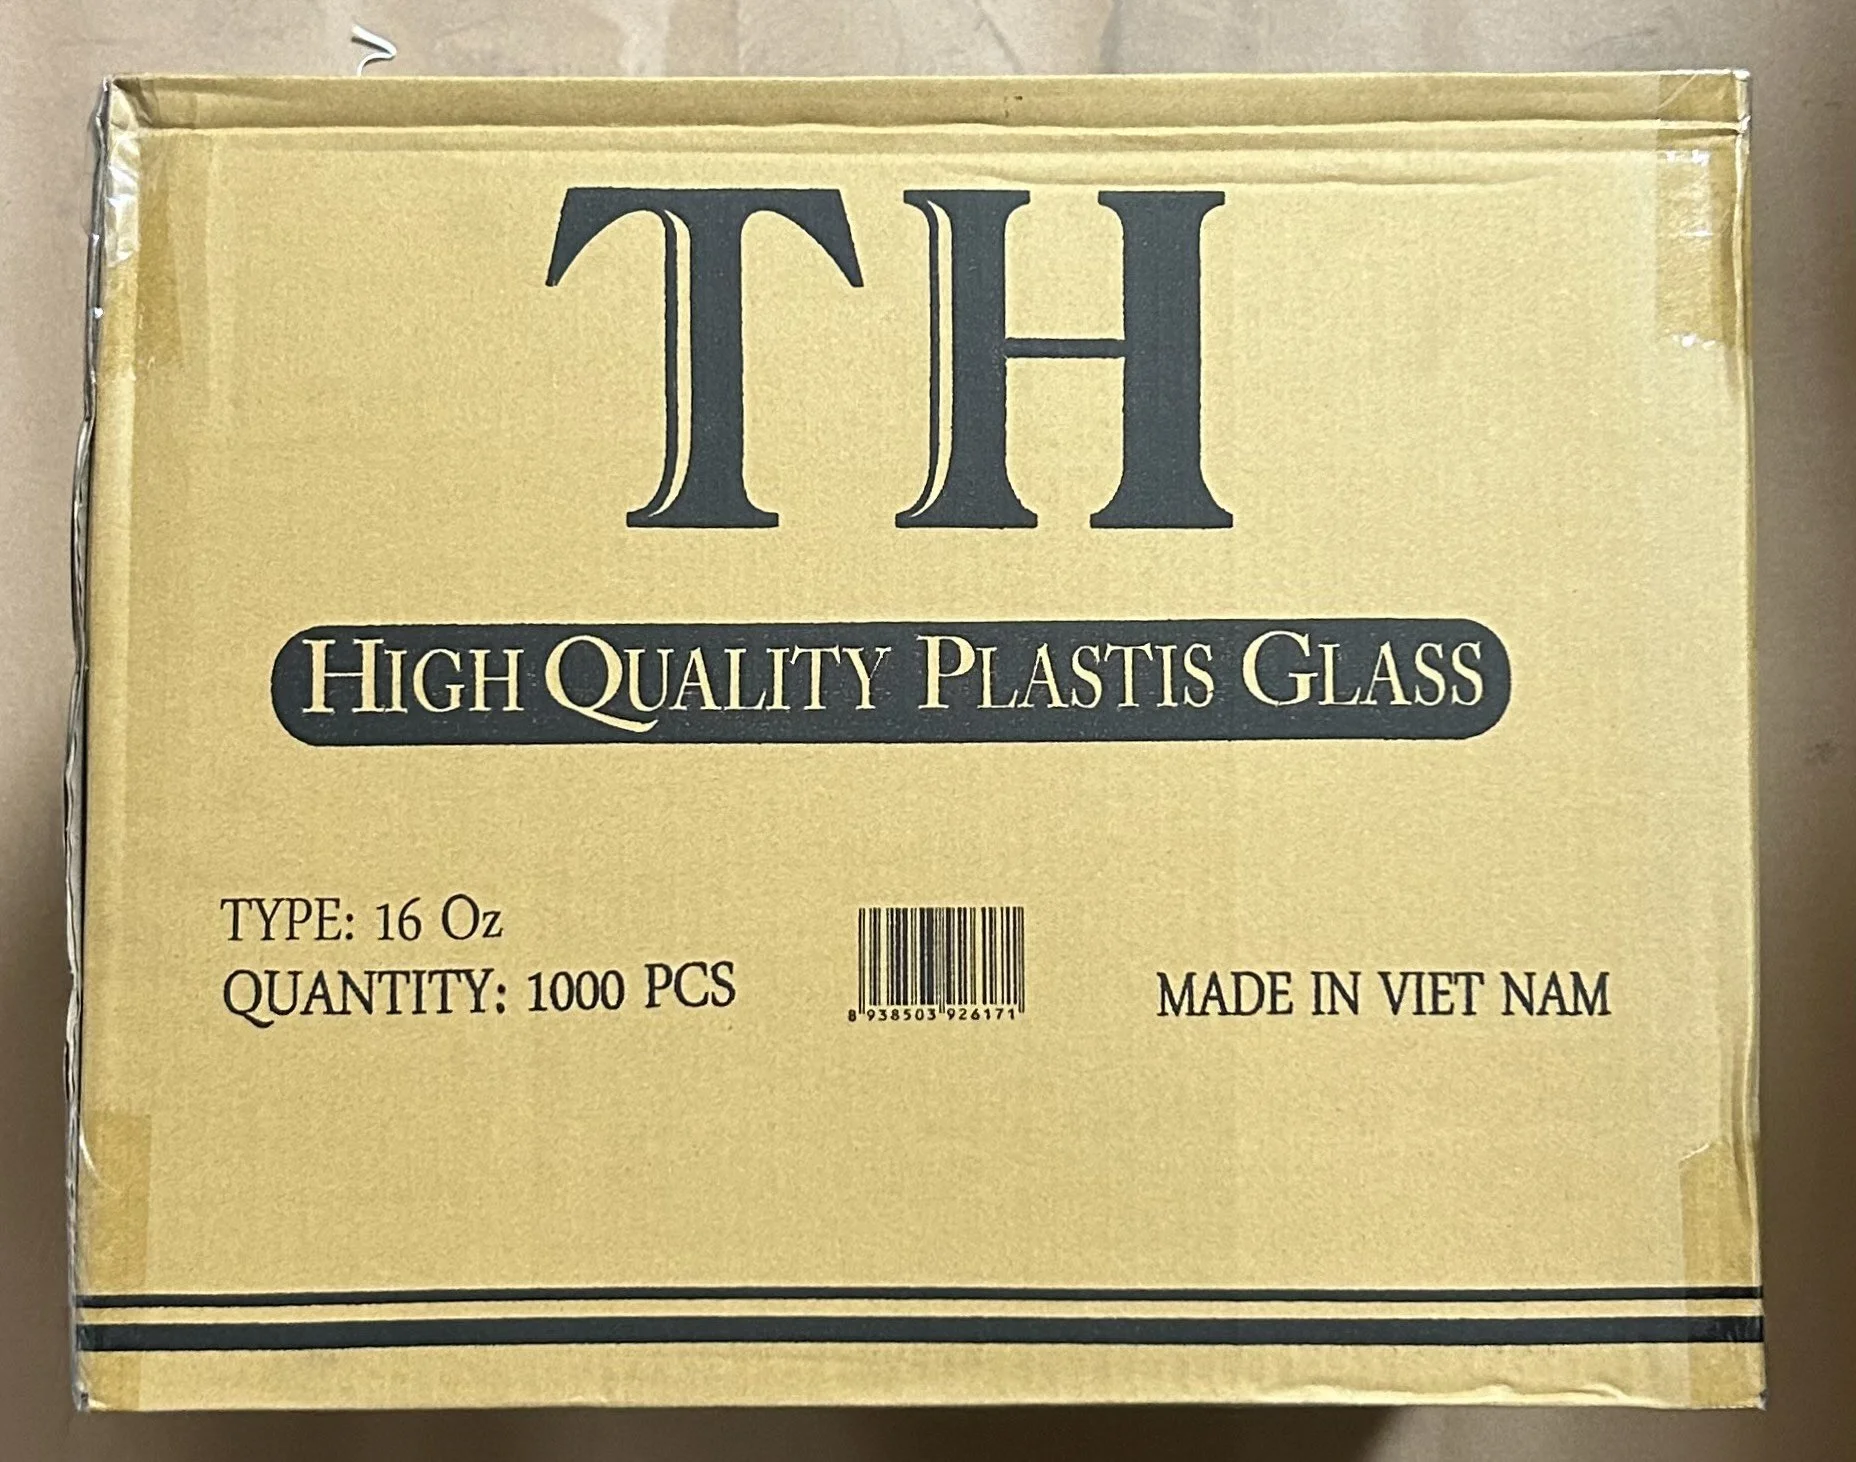 TH
HIGH QUALITY PLASTIS GLASS
TYPE: 16 Oz
QUANTITY: 1000 PCS
8 938503 926171
MADE IN VIET NAM